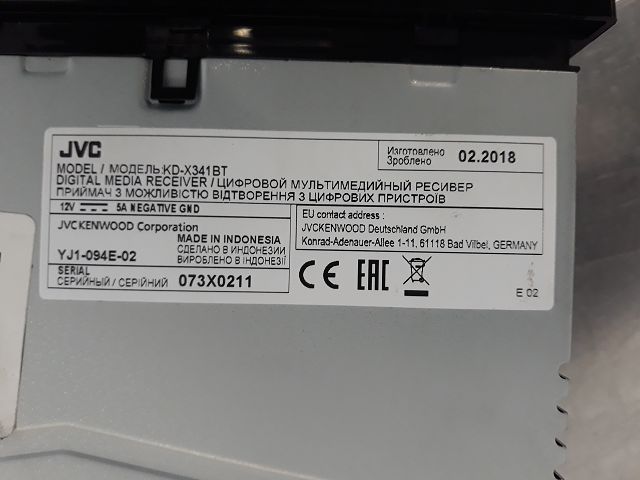 JVC
Изготовлено
Зроблено
02.2018
MODEL / МОДЕЛЬ:KD-X341BT
DIGITAL MEDIA RECEIVER / ЦИФРОВОЙ МУЛЬТИМЕДИЙНЫЙ РЕСИВЕР
ПРИЙМАЧ З МОЖЛИВІСТЮ ВІДТВОРЕННЯ З ЦИФРОВИХ ПРИСТРОЇВ
12V 5A NEGATIVE GND
JVCKENWOOD Corporation
MADE IN INDONESIA
СДЕЛАНО В ИНДОНЕЗИИ
YJ1-094E-02
ВИРОБЛЕНО В ІНДОНЕЗІЇ
SERIAL
СЕРИЙНЫЙ / СЕРІЙНИЙ 073X0211
EU contact address :
JVCKENWOOD Deutschland GmbH
Konrad-Adenauer-Allee 1-11, 61118 Bad Vilbel, GERMANY
CE EAC
E 02